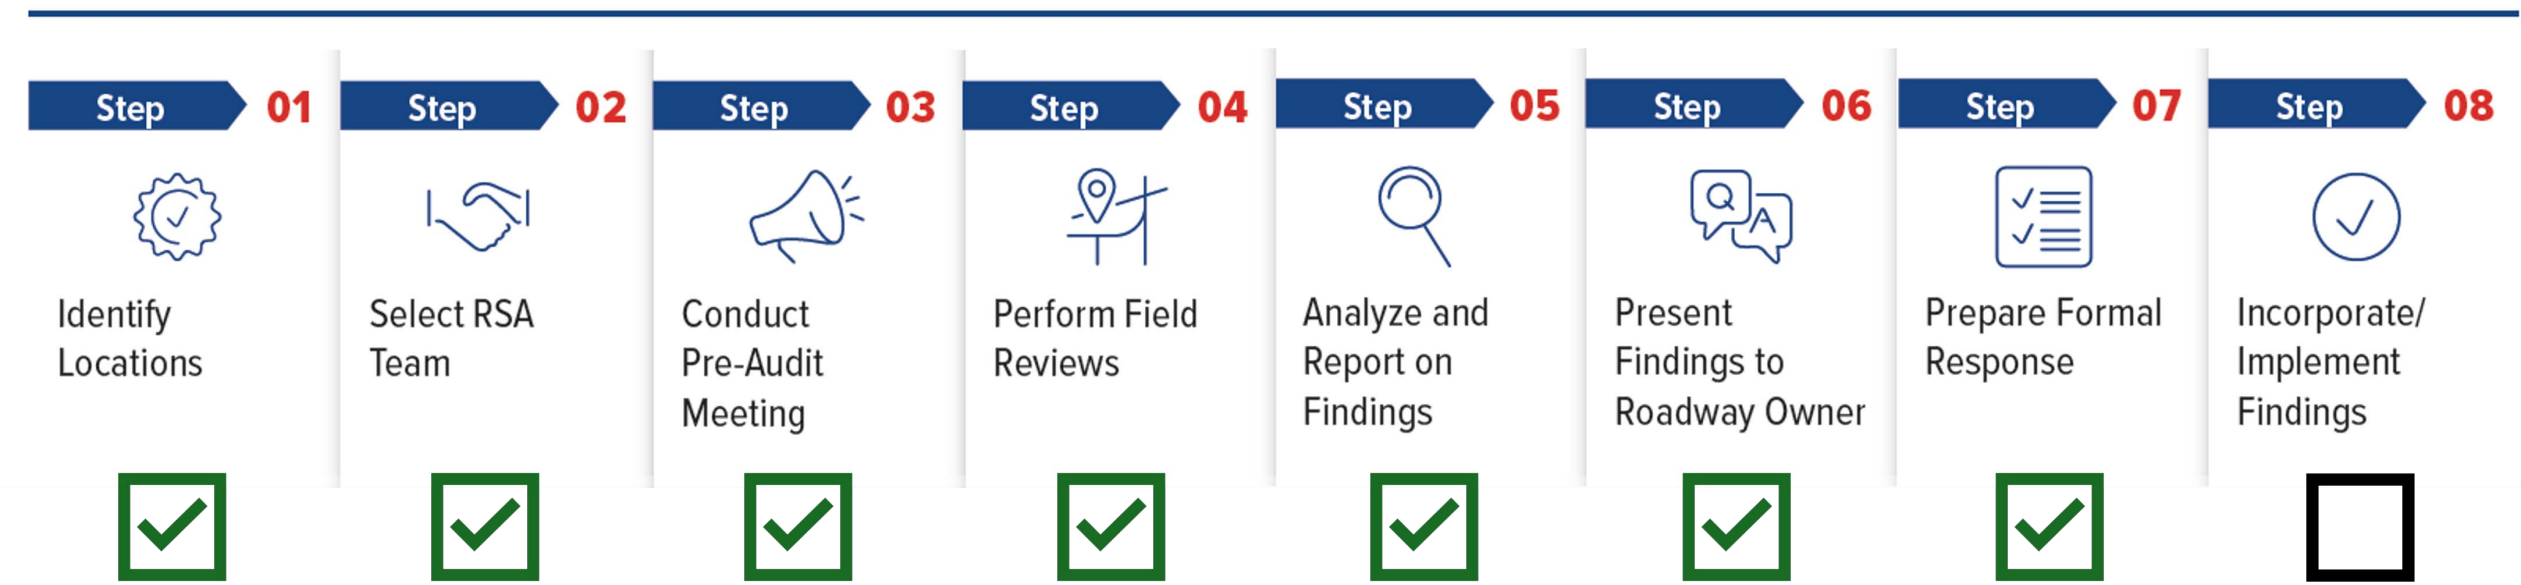 Step 01
Step 02
Step 03
Step 04
Step 05
Step 06
Step 07
Step 08
Q
A
Identify
Locations
Select RSA
Team
Conduct
Pre-Audit
Meeting
Perform Field
Reviews
Analyze and
Report on
Findings
Present
Findings to
Roadway Owner
Prepare Formal
Response
Incorporate/
Implement
Findings